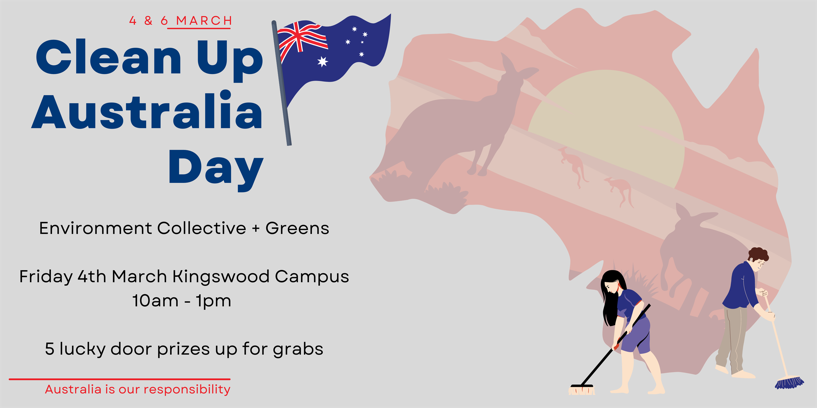 4 & 6 MARCH
Clean Up
Australia
Day
Environment Collective + Greens
Friday 4th March Kingswood Campus
10am - 1pm
5 lucky door prizes up for grabs
Australia is our responsibility